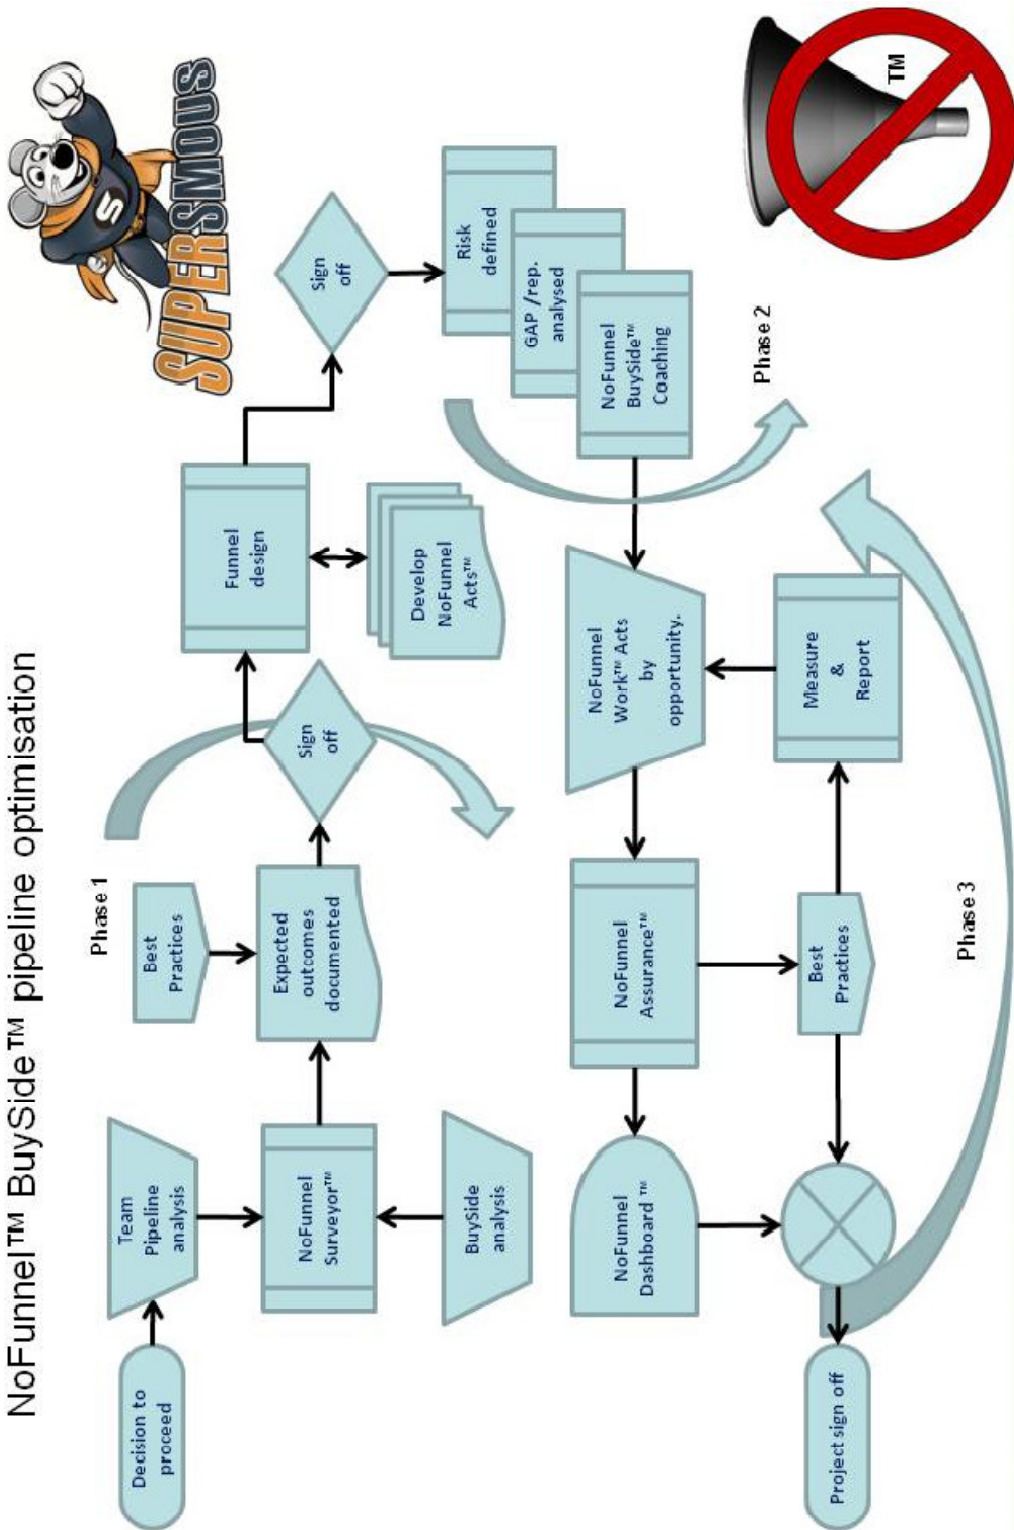 NoFunnel™ BuySide™ pipeline optimisation
SUPERSMOUS
S
Decision to
proceed
Team
Pipeline
analysis
NoFunnel
Surveyor™
BuySide
analysis
Best
Practices
Expected
outcomes
documented
Phase 1
Sign
off
Funnel
design
Develop
NoFunnel
Acts™
Sign
off
Risk
defined
GAP /rep.
analysed
NoFunnel
BuySide™
Coaching
Phase 2
NoFunnel
Work™ Acts
by
opportunity.
Measure
&
Report
NoFunnel
Assurance™
Best
Practices
Phase 3
NoFunnel
Dashboard™
Project sign off
TM